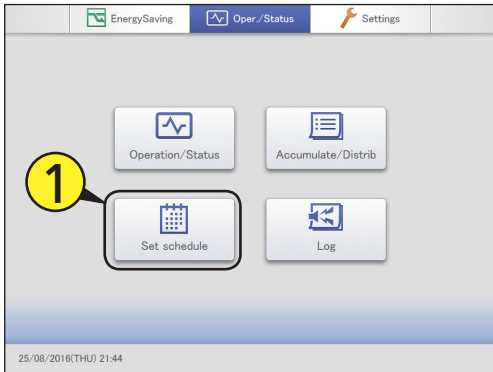 EnergySaving Oper./Status Settings
Operation/Status Accumulate/Distrib
1
Set schedule Log
25/08/2016(THU) 21:44